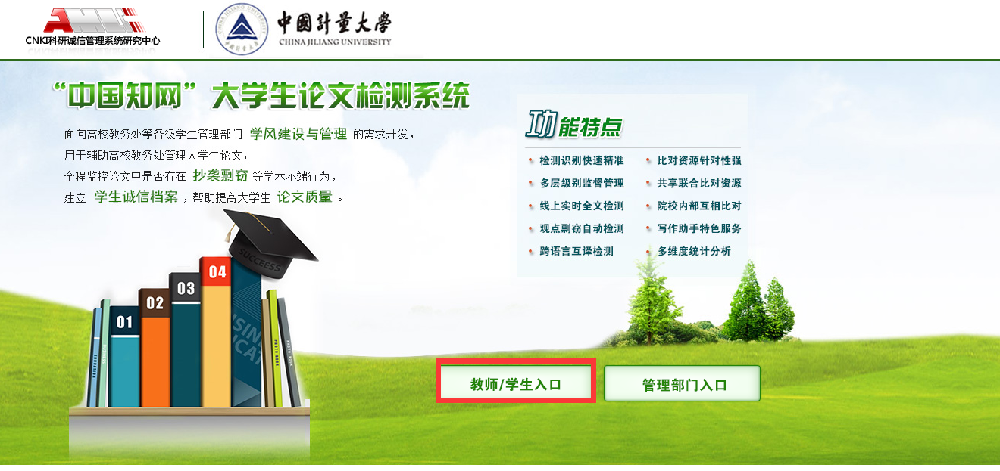 CNKI科研诚信管理系统研究中心
中國計量大學
CHINA JILIANG UNIVERSITY
“中国知网”大学生论文检测系统
面向高校教务处等各级学生管理部门 学风建设与管理 的需求开发，
用于辅助高校教务处管理大学生论文，
全程监控论文中是否存在 抄袭剽窃 等学术不端行为，
建立 学生诚信档案 ，帮助提高大学生 论文质量 。
功能特点
检测识别快速精准
比对资源针对性强
多层级别监督管理
共享联合比对资源
线上实时全文检测
院校内部互相比对
观点剽窃自动检测
写作助手特色服务
跨语言互译检测
多维度统计分析
SUCCEESS
01
02
03
04
教师/学生入口
管理部门入口